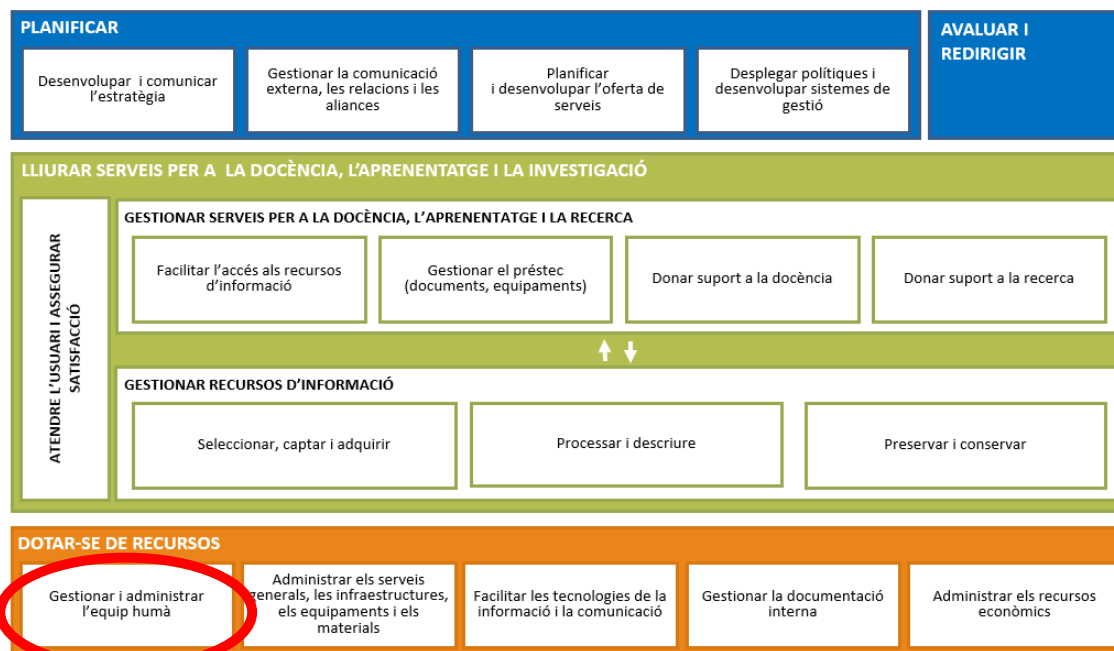 PLANIFICAR
Desenvolupar i comunicar
l'estratègia
Gestionar la comunicació
externa, les relacions i les
aliances
Planificar
i desenvolupar l'oferta de
serveis
Desplegar polítiques i
desenvolupar sistemes de
gestió
AVALUAR I
REDIRIGIR
LLIURAR SERVEIS PER A LA DOCÈNCIA, L'APRENENTATGE I LA INVESTIGACIÓ
ATENDRE L'USUARI I ASSEGURAR
SATISFACCIÓ
GESTIONAR SERVEIS PER A LA DOCÈNCIA, L'APRENENTATGE I LA RECERCA
Facilitar l'accés als recursos
d'informació
Gestionar el préstec
(documents, equipaments)
Donar suport a la docència
Donar suport a la recerca
GESTIONAR RECURSOS D'INFORMACIÓ
Seleccionar, captar i adquirir
Processar i descriure
Preservar i conservar
DOTAR-SE DE RECURSOS
Gestionar i administrar
l'equip humà
Administrar els serveis
generals, les infraestructures,
els equipaments i els
materials
Facilitar les tecnologies de la
informació i la comunicació
Gestionar la documentació
interna
Administrar els recursos
econòmics